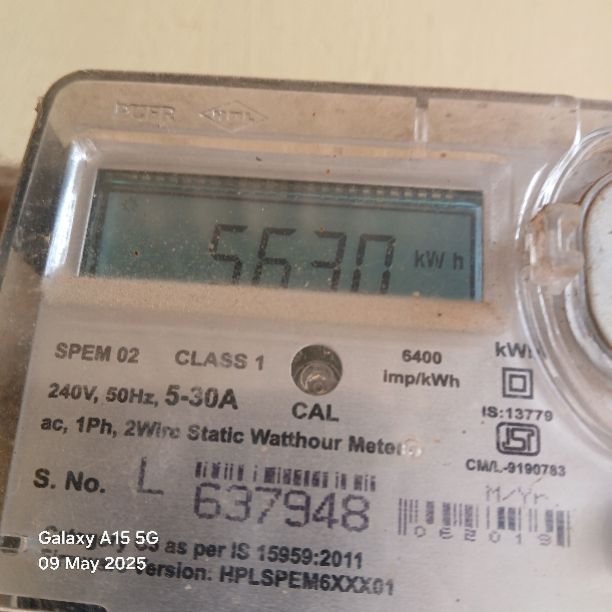 HPL
5630 kWh
SPEM 02 CLASS 1 6400 imp/kWh kWh
240V, 50Hz, 5-30A CAL
IS:13779
ac, 1Ph, 2Wire Static Watthour Meter
CM/L-9190783
S. No. L 637948
M/Yr.
as per IS 15959:2011
Version: HPLSPEM6XXX01
Galaxy A15 5G
09 May 2025